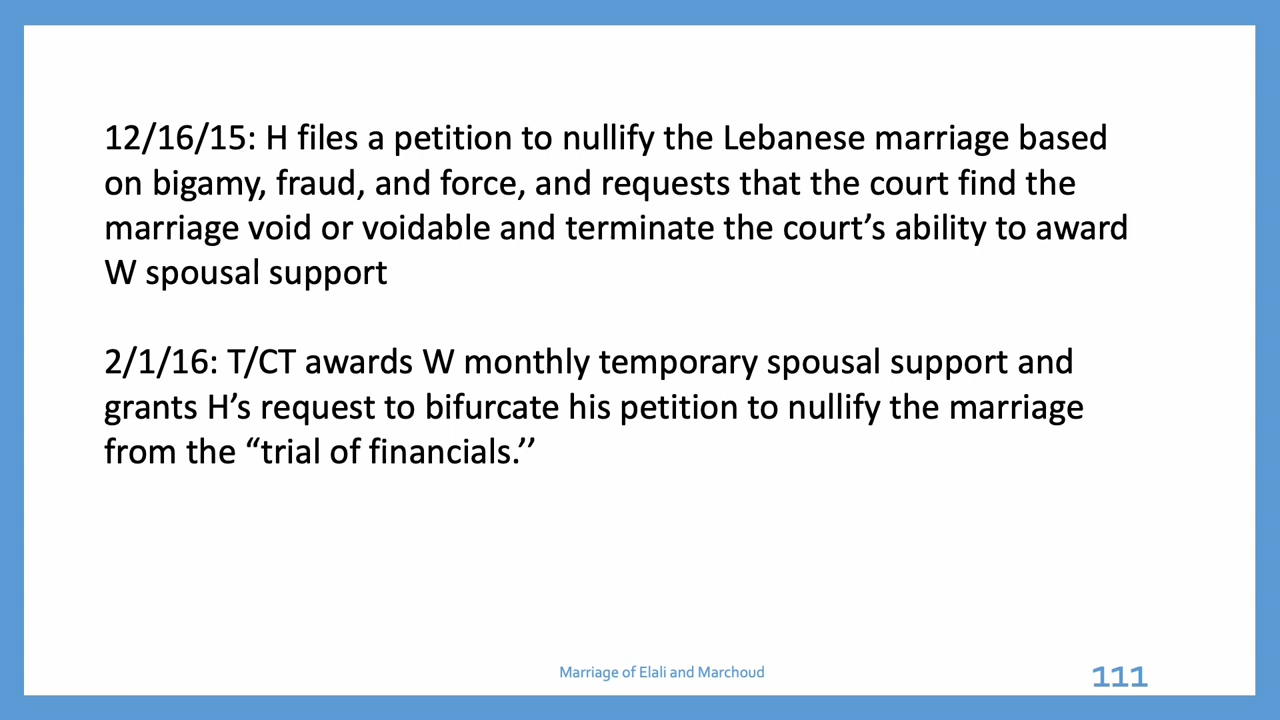 12/16/15: H files a petition to nullify the Lebanese marriage based
on bigamy, fraud, and force, and requests that the court find the
marriage void or voidable and terminate the court’s ability to award
W spousal support
2/1/16: T/CT awards W monthly temporary spousal support and
grants H’s request to bifurcate his petition to nullify the marriage
from the “trial of financials.’’
Marriage of Elali and Marchoud
111